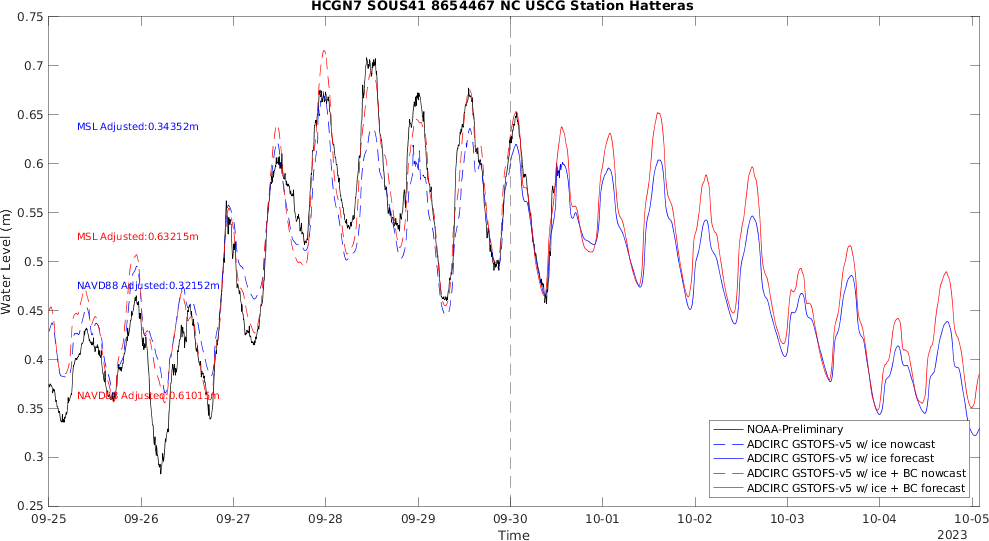 HCGN7 SOUS41 8654467 NC USCG Station Hatteras
Water Level (m)
0.75
0.7
0.65
0.6
0.55
0.5
0.45
0.4
0.35
0.3
0.25
MSL Adjusted:0.34352m
MSL Adjusted:0.63215m
NAVD88 Adjusted:0.32152m
NAVD88 Adjusted:0.61015m
NOAA-Preliminary
ADCIRC GSTOFS-v5 w/ ice nowcast
ADCIRC GSTOFS-v5 w/ ice forecast
ADCIRC GSTOFS-v5 w/ ice + BC nowcast
ADCIRC GSTOFS-v5 w/ ice + BC forecast
09-25 09-26 09-27 09-28 09-29 09-30 10-01 10-02 10-03 10-04 10-05
Time
2023